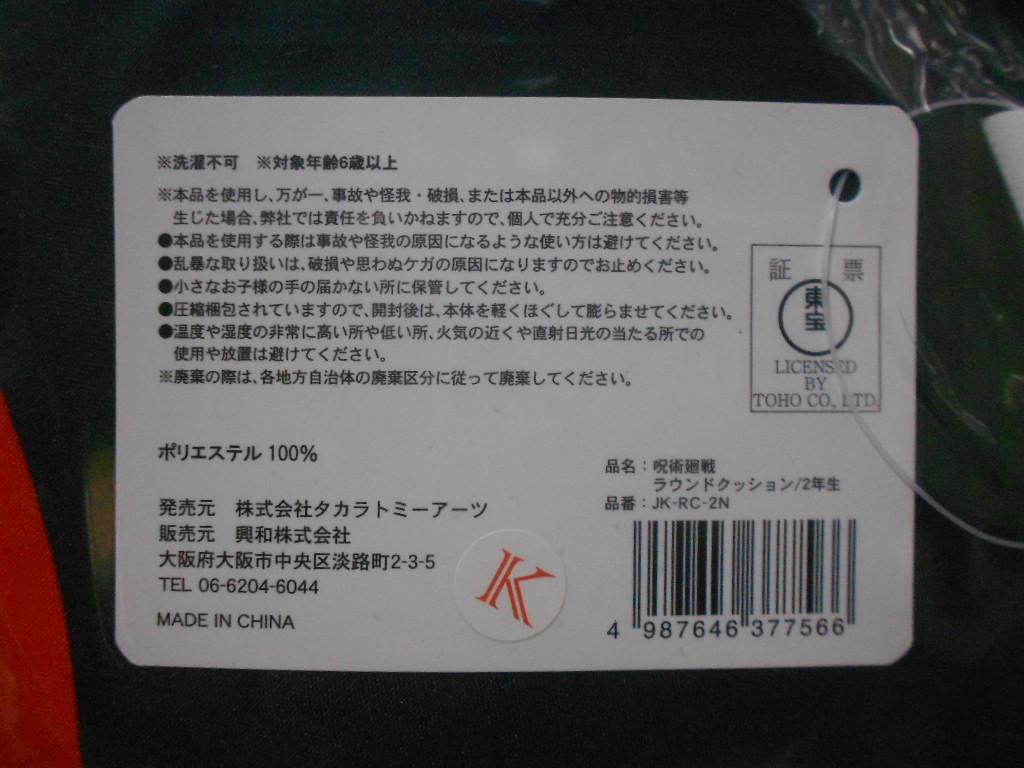 ※洗濯不可　※対象年齢6歳以上
※本品を使用し、万が一、事故や怪我・破損、または本品以外への物的損害等
生じた場合、弊社では責任を負いかねますので、個人で充分ご注意ください。
●本品を使用する際は事故や怪我の原因になるような使い方は避けてください。
●乱暴な取り扱いは、破損や思わぬケガの原因になりますのでお止めください。
●小さなお子様の手の届かない所に保管してください。
●圧縮梱包されていますので、開封後は、本体を軽くほぐして膨らませてください。
●温度や湿度の非常に高い所や低い所、火気の近くや直射日光の当たる所での
使用や放置は避けてください。
※廃棄の際は、各地方自治体の廃棄区分に従って廃棄してください。
証 票
東宝
LICENSED
BY
TOHO CO., LTD.
ポリエステル 100%
発売元　株式会社タカラトミーアーツ
販売元　興和株式会社
大阪府大阪市中央区淡路町2-3-5
TEL 06-6204-6044
MADE IN CHINA
K
品名：呪術廻戦
ラウンドクッション/2年生
品番：JK-RC-2N
4 987646 377566